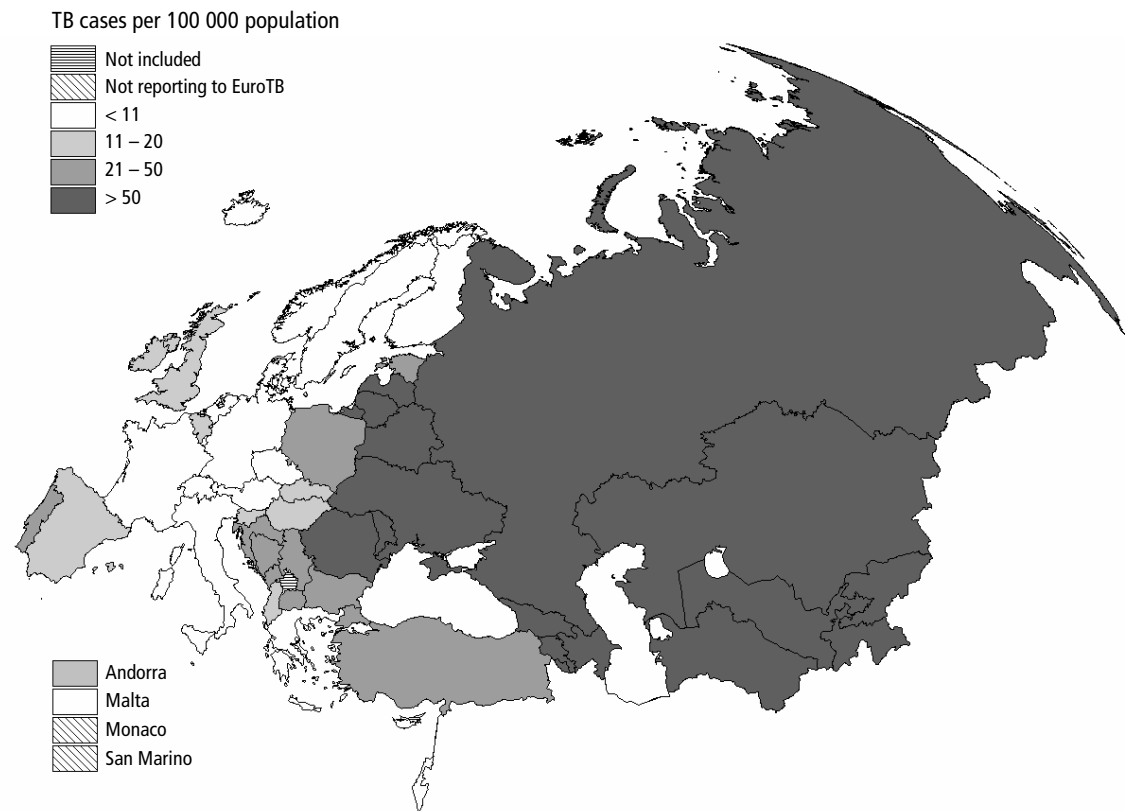 TB cases per 100 000 population
Not included
Not reporting to EuroTB
< 11
11 – 20
21 – 50
> 50
Andorra
Malta
Monaco
San Marino